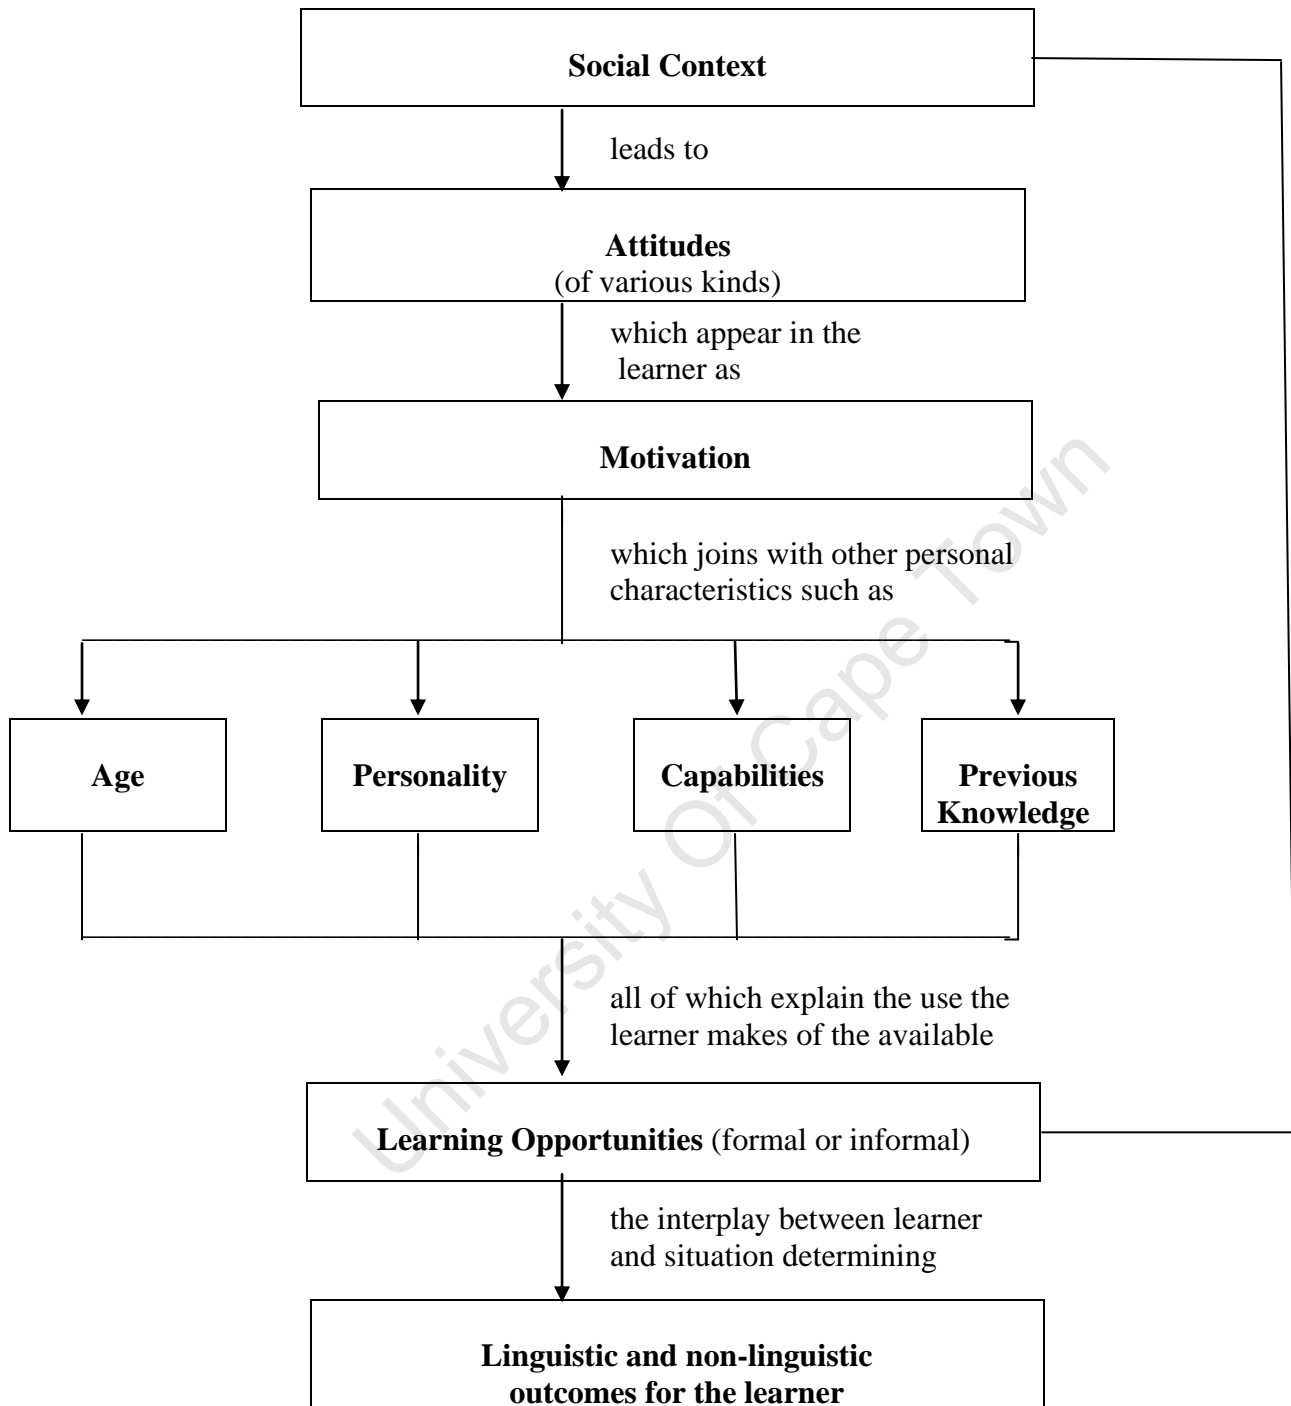 Social Context
leads to
Attitudes
(of various kinds)
which appear in the
learner as
Motivation
which joins with other personal
characteristics such as
Age
Personality
Capabilities
Previous
Knowledge
all of which explain the use the
learner makes of the available
Learning Opportunities (formal or informal)
the interplay between learner
and situation determining
Linguistic and non-linguistic
outcomes for the learner
University Of Cape Town